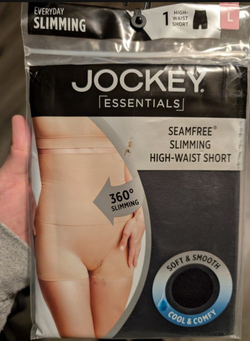 EVERYDAY
SLIMMING
1 HIGH-
WAIST
SHORT
L
JOCKEY®
ESSENTIALS
SEAMFREE®
SLIMMING
HIGH-WAIST SHORT
360°
SLIMMING
SOFT & SMOOTH
COOL & COMFY